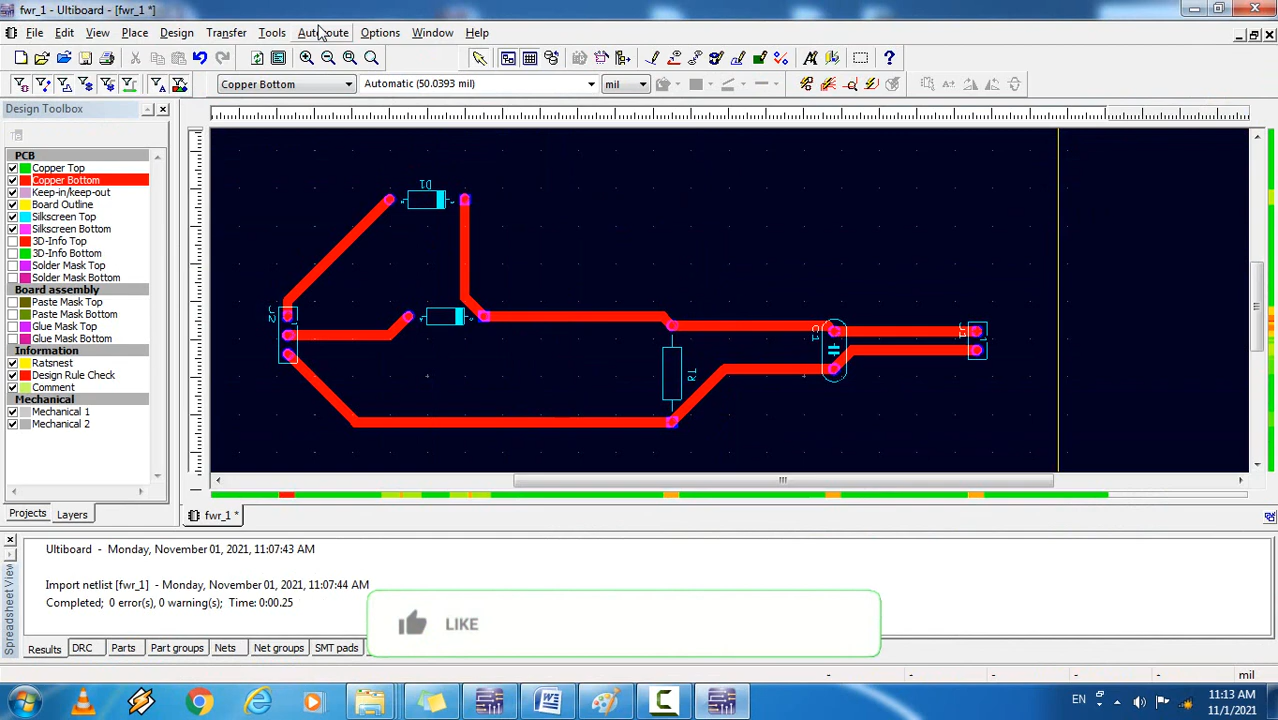 fwr_1 - Ultiboard - [fwr_1 *]
File Edit View Place Design Transfer Tools Autoroute Options Window Help
Copper Bottom Automatic (50.0393 mil) mil
Design Toolbox
PCB
Copper Top
Copper Bottom
Keep-in/keep-out
Board Outline
Silkscreen Top
Silkscreen Bottom
3D-Info Top
3D-Info Bottom
Solder Mask Top
Solder Mask Bottom
Board assembly
Paste Mask Top
Paste Mask Bottom
Glue Mask Top
Glue Mask Bottom
Information
Ratsnest
Design Rule Check
Comment
Mechanical
Mechanical 1
Mechanical 2
Projects Layers
D1
J2
C1
J1
fwr_1 *
Spreadsheet View
Ultiboard - Monday, November 01, 2021, 11:07:43 AM
Import netlist [fwr_1] - Monday, November 01, 2021, 11:07:44 AM
Completed; 0 error(s), 0 warning(s); Time: 0:00.25
LIKE
Results DRC Parts Part groups Nets Net groups SMT pads
mil
EN
11:13 AM
11/1/2021